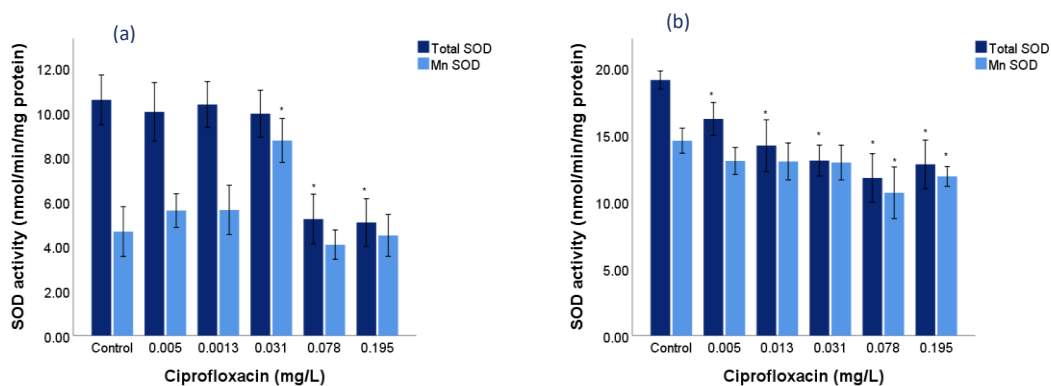 (a)
Total SOD
Mn SOD
SOD activity (nmol/min/mg protein)
12.00
10.00
8.00
6.00
4.00
2.00
0.00
*
*
*
Control 0.005 0.0013 0.031 0.078 0.195
Ciprofloxacin (mg/L)
(b)
Total SOD
Mn SOD
SOD activity (nmol/min/mg protein)
20.00
15.00
10.00
5.00
0.00
*
*
*
*
*
*
*
Control 0.005 0.013 0.031 0.078 0.195
Ciprofloxacin (mg/L)